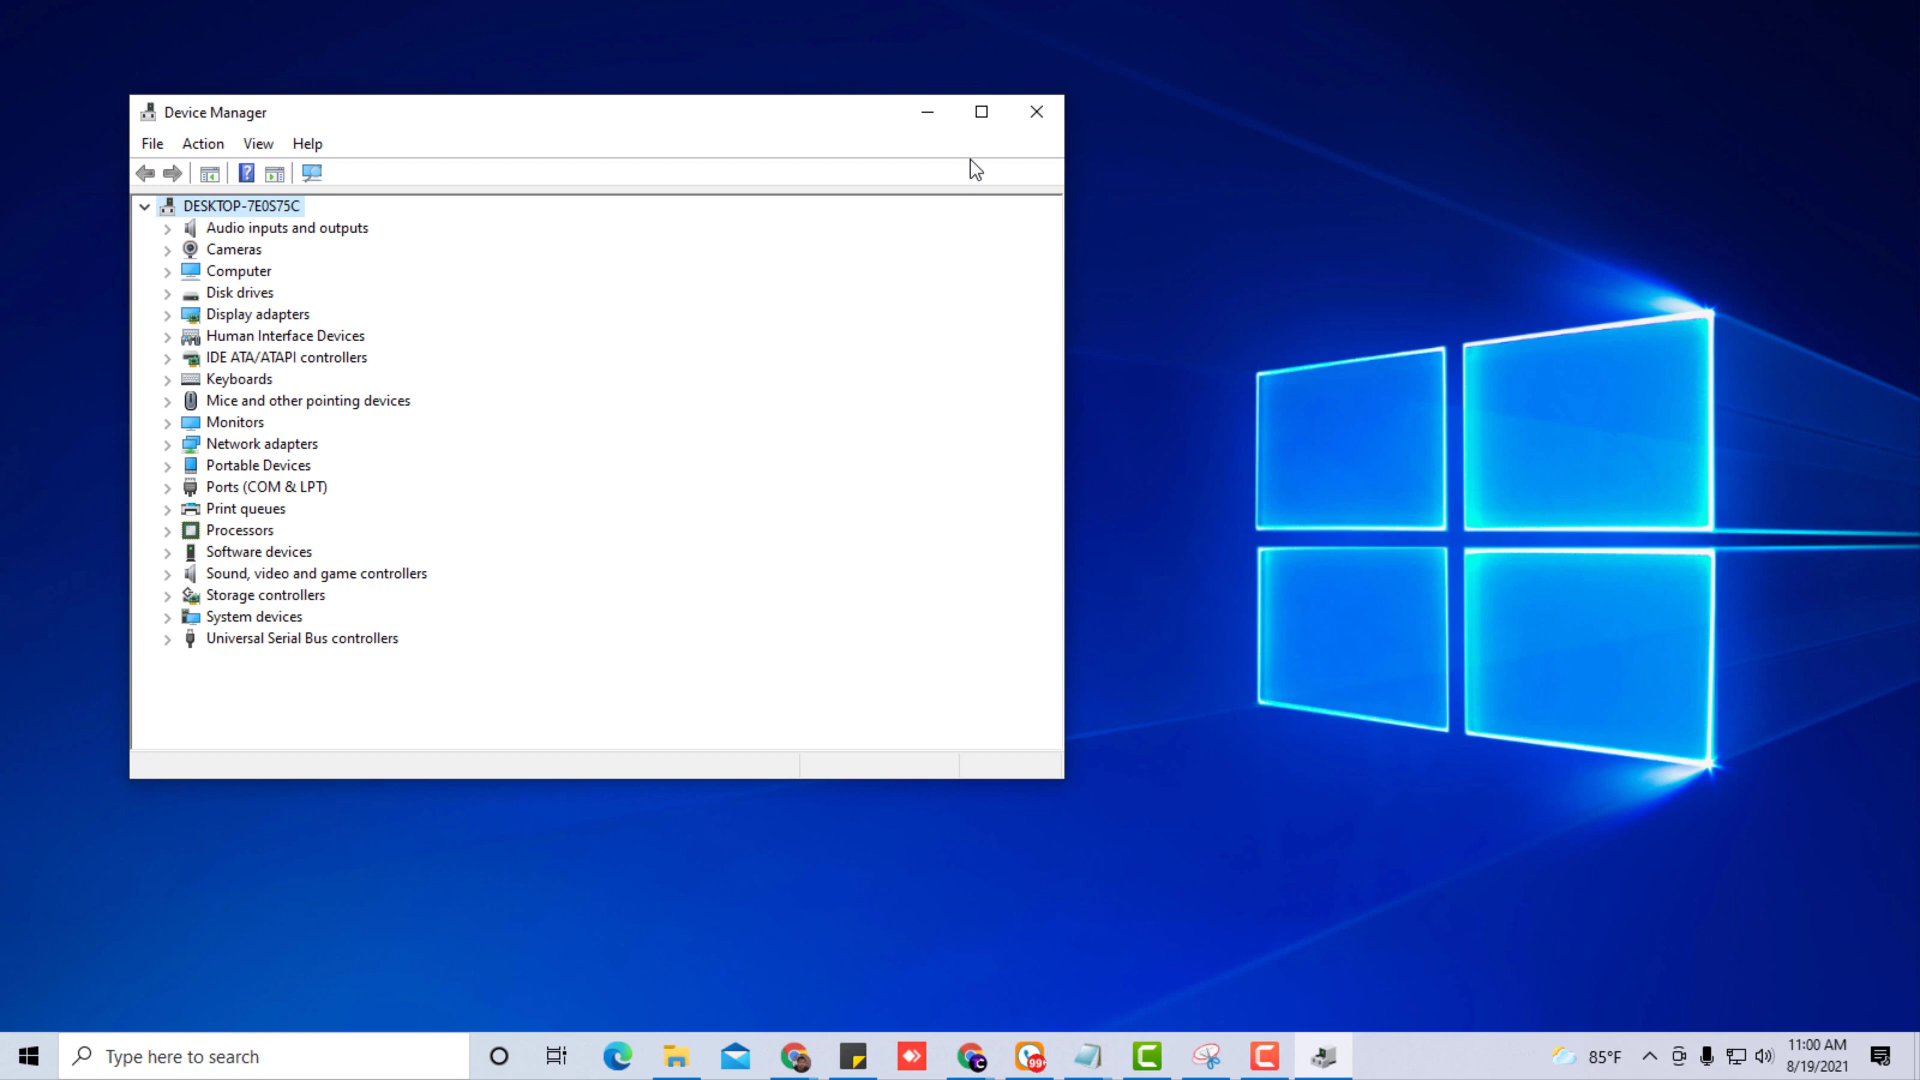 Device Manager
File Action View Help
?
DESKTOP-7E0S75C
Audio inputs and outputs
Cameras
Computer
Disk drives
Display adapters
Human Interface Devices
IDE ATA/ATAPI controllers
Keyboards
Mice and other pointing devices
Monitors
Network adapters
Portable Devices
Ports (COM & LPT)
Print queues
Processors
Software devices
Sound, video and game controllers
Storage controllers
System devices
Universal Serial Bus controllers
Type here to search
99+
85°F
11:00 AM
8/19/2021